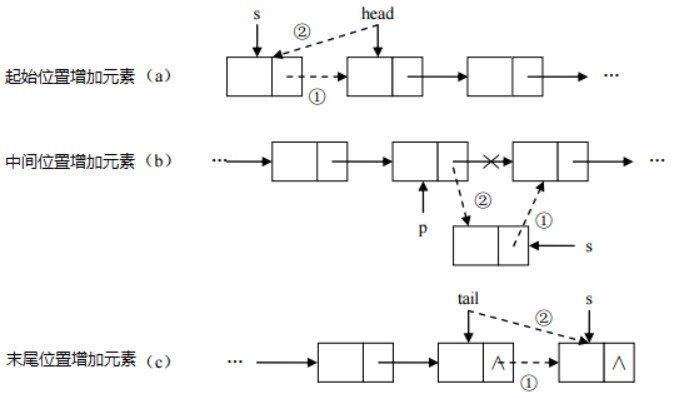 s head
②
起始位置增加元素（a） ① …
中间位置增加元素（b） … …
② ①
p s
tail s
②
末尾位置增加元素（c） … ∧ ∧
①